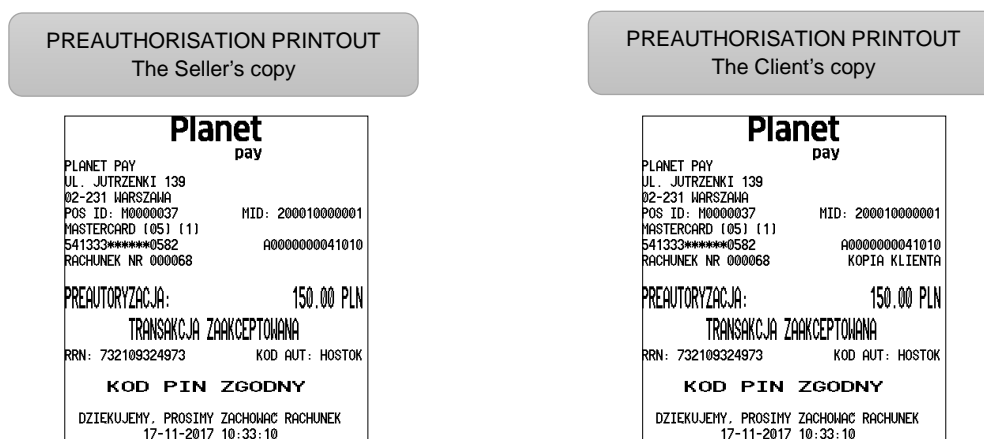 PREAUTHORISATION PRINTOUT
The Seller's copy
Planet
pay
PLANET PAY
UL. JUTRZENKI 139
02-231 WARSZAWA
POS ID: M0000037 MID: 200010000001
MASTERCARD (05) (1)
541333******0582 A0000000041010
RACHUNEK NR 000068
PREAUTORYZACJA: 150.00 PLN
TRANSAKCJA ZAAKCEPTOWANA
RRN: 732109324973 KOD AUT: HOSTOK
KOD PIN ZGODNY
DZIEKUJEMY, PROSIMY ZACHOWAĆ RACHUNEK
17-11-2017 10:33:10
PREAUTHORISATION PRINTOUT
The Client's copy
Planet
pay
PLANET PAY
UL. JUTRZENKI 139
02-231 WARSZAWA
POS ID: M0000037 MID: 200010000001
MASTERCARD (05) (1)
541333******0582 A0000000041010
RACHUNEK NR 000068 KOPIA KLIENTA
PREAUTORYZACJA: 150.00 PLN
TRANSAKCJA ZAAKCEPTOWANA
RRN: 732109324973 KOD AUT: HOSTOK
KOD PIN ZGODNY
DZIEKUJEMY, PROSIMY ZACHOWAĆ RACHUNEK
17-11-2017 10:33:10